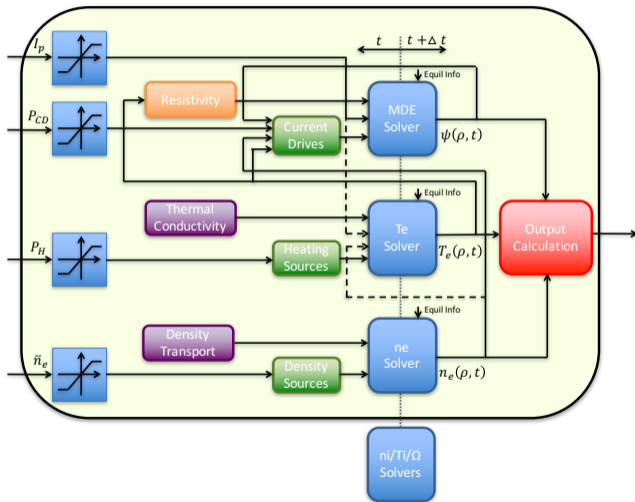 t
t + Δ t
I_p
Equil Info
P_CD
Resistivity
MDE
Solver
Current
Drives
ψ(ρ, t)
Equil Info
Thermal
Conductivity
Te
Solver
Output
Calculation
P_H
Heating
Sources
T_e(ρ, t)
Equil Info
Density
Transport
ne
Solver
n̄_e
Density
Sources
n_e(ρ, t)
ni/Ti/Ω
Solvers